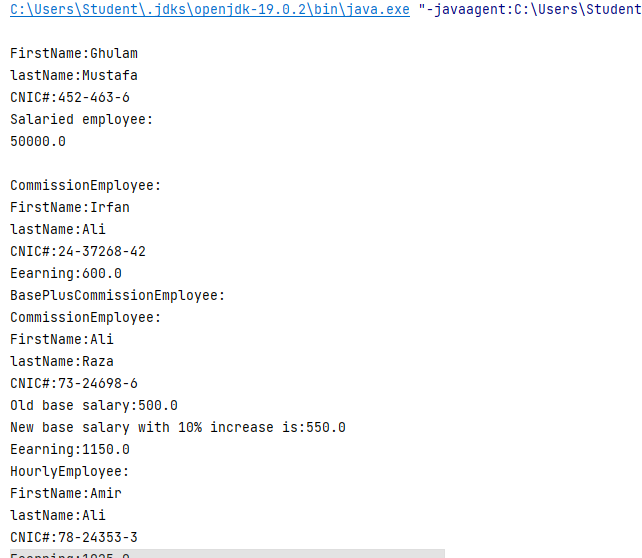 C:\Users\Student\.jdks\openjdk-19.0.2\bin\java.exe "-javaagent:C:\Users\Student
FirstName:Ghulam
lastName:Mustafa
CNIC#:452-463-6
Salaried employee:
50000.0
CommissionEmployee:
FirstName:Irfan
lastName:Ali
CNIC#:24-37268-42
Eearning:600.0
BasePlusCommissionEmployee:
CommissionEmployee:
FirstName:Ali
lastName:Raza
CNIC#:73-24698-6
Old base salary:500.0
New base salary with 10% increase is:550.0
Eearning:1150.0
HourlyEmployee:
FirstName:Amir
lastName:Ali
CNIC#:78-24353-3